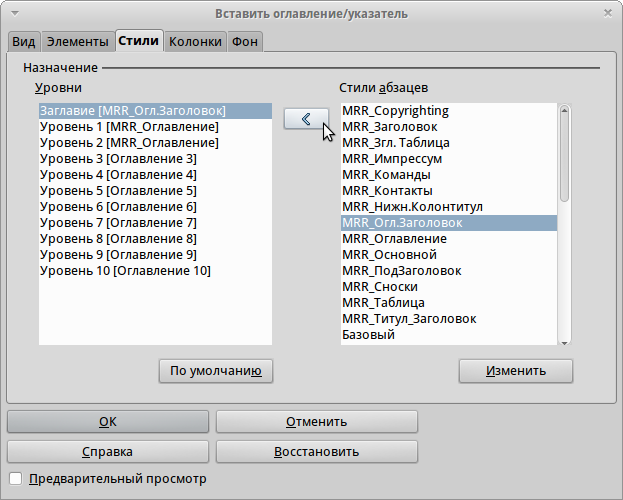 Вставить оглавление/указатель
Вид Элементы Стили Колонки Фон
Назначение
Уровни
Заглавие [MRR_Огл.Заголовок]
Уровень 1 [MRR_Оглавление]
Уровень 2 [MRR_Оглавление]
Уровень 3 [Оглавление 3]
Уровень 4 [Оглавление 4]
Уровень 5 [Оглавление 5]
Уровень 6 [Оглавление 6]
Уровень 7 [Оглавление 7]
Уровень 8 [Оглавление 8]
Уровень 9 [Оглавление 9]
Уровень 10 [Оглавление 10]
По умолчанию
Стили абзацев
MRR_Copyrighting
MRR_Заголовок
MRR_Згл. Таблица
MRR_Импрессум
MRR_Команды
MRR_Контакты
MRR_Нижн.Колонтитул
MRR_Огл.Заголовок
MRR_Оглавление
MRR_Основной
MRR_ПодЗаголовок
MRR_Сноски
MRR_Таблица
MRR_Титул_Заголовок
Базовый
Изменить
ОК
Отменить
Справка
Восстановить
Предварительный просмотр